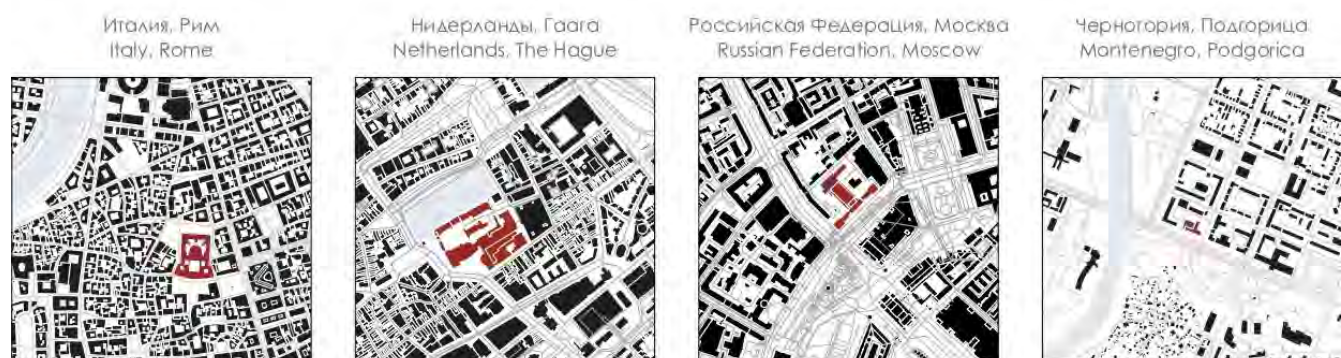 Италия, Рим
Italy, Rome
Нидерланды, Гаага
Netherlands, The Hague
Российская Федерация, Москва
Russian Federation, Moscow
Черногория, Подгорица
Montenegro, Podgorica